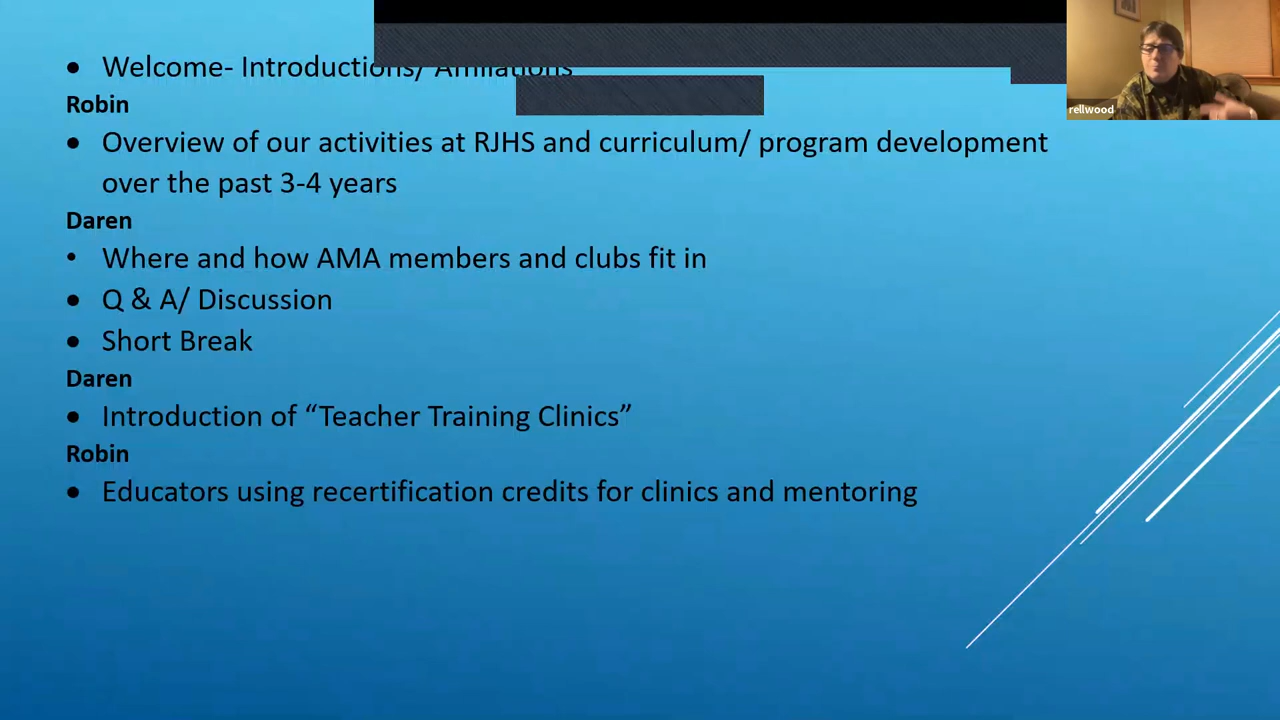 • Welcome- Introductions/ Affiliations
Robin
• Overview of our activities at RJHS and curriculum/ program development
over the past 3-4 years
Daren
• Where and how AMA members and clubs fit in
• Q & A/ Discussion
• Short Break
Daren
• Introduction of “Teacher Training Clinics”
Robin
• Educators using recertification credits for clinics and mentoring
rellwood